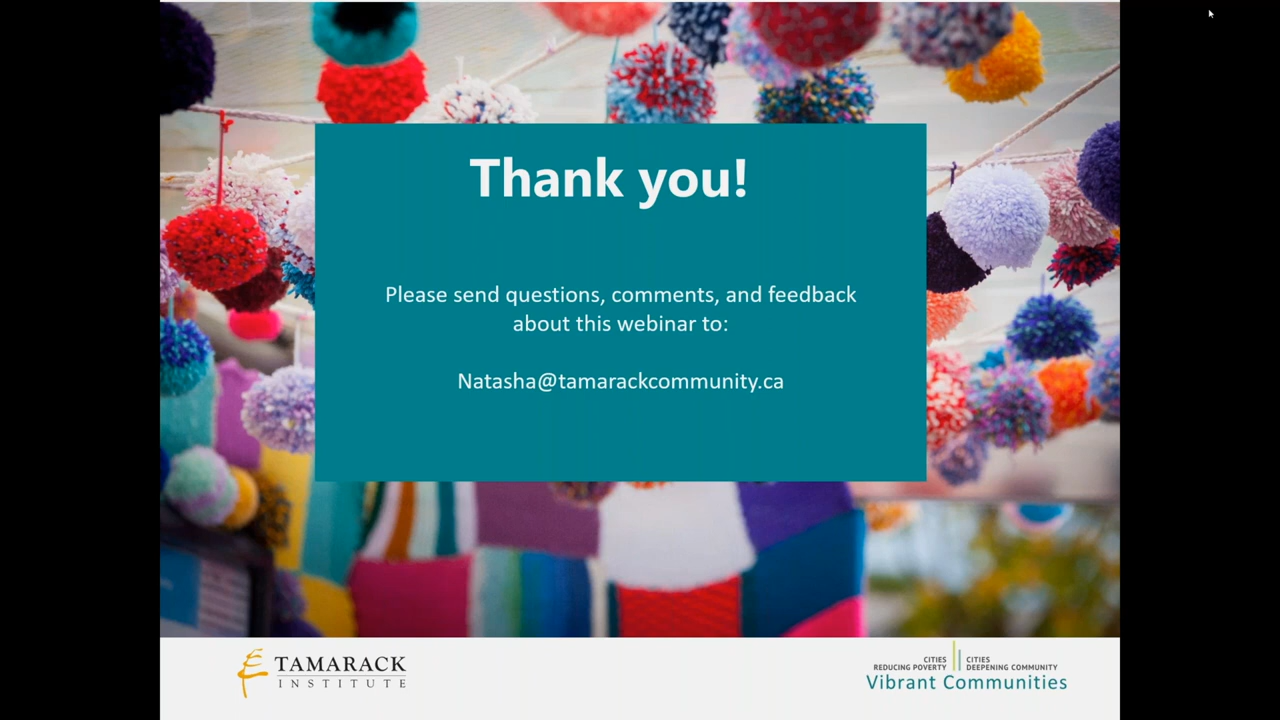 Thank you!
Please send questions, comments, and feedback
about this webinar to:
Natasha@tamarackcommunity.ca
TAMARACK
INSTITUTE
CITIES
REDUCING POVERTY
CITIES
DEEPENING COMMUNITY
Vibrant Communities